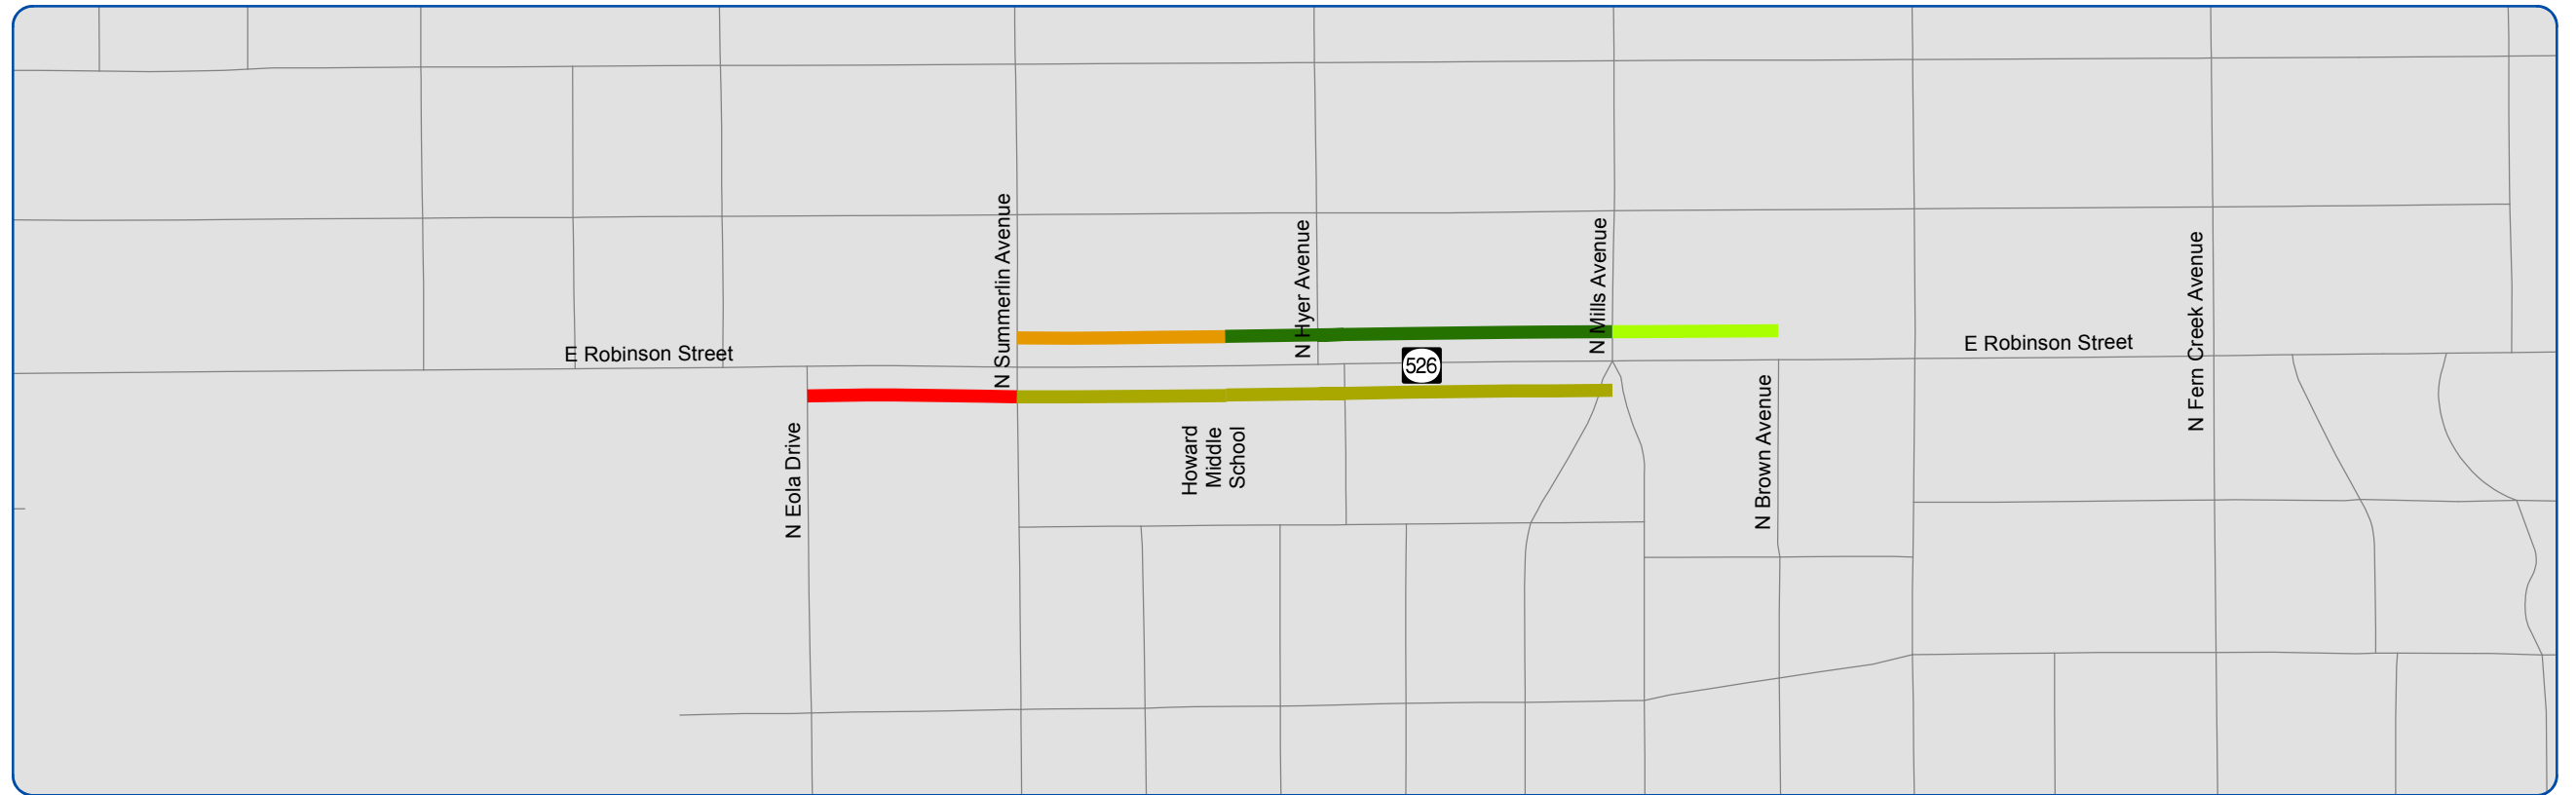 N Summerlin Avenue
N Hyer Avenue
N Mills Avenue
N Fern Creek Avenue
E Robinson Street
E Robinson Street
526
N Eola Drive
Howard
Middle
School
N Brown Avenue